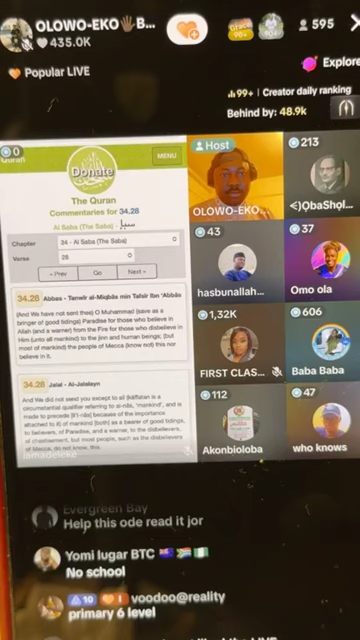 OLOWO-EKO🖐🏿B...
435.0K
595
Popular LIVE
Explore
99+ | Creator daily ranking
Behind by: 48.9k
0
Donate
MENU
The Quran
Commentaries for 34.28
Al Saba (The Saba) - سبإ
Chapter
34 - Al Saba (The Saba)
Verse
28
« Prev
Go
Next »
34.28 Abbas - Tanwîr al-Miqbâs min Tafsîr Ibn 'Abbâs
(And We have not sent thee) O Muhammad (save as a
bringer of good tidings) Paradise for those who believe in
Allah (and a warner) from the Fire for those who disbelieve in
Him (unto all mankind) to the jinn and human beings; (but
most of mankind) the people of Mecca (know not) this nor
believe in it.
34.28 Jalal - Al-Jalalayn
And We did not send you except to all (kāffatan is a
circumstantial qualifier referring to al-nās, 'mankind', and is
made to precede [it'l-nās] because of the importance
attached to it) of mankind (both) as a bearer of good tidings,
to believers, of Paradise, and a warner, to the disbelievers,
of chastisement, but most people, such as the disbelievers
of Mecca, do not know, this.
Host
OLOWO-EKO...
213
43
hasbunallah...
37
Omo ola
1,32K
FIRST CLAS...
606
Baba Baba
112
Akonbioloba
47
who knows
Evergreen Bay
Help this ode read it jor
Yomi lugar BTC 🇦🇺 🇿🇦 🇳🇬
No school
10 1 voodoo@reality
primary 6 level